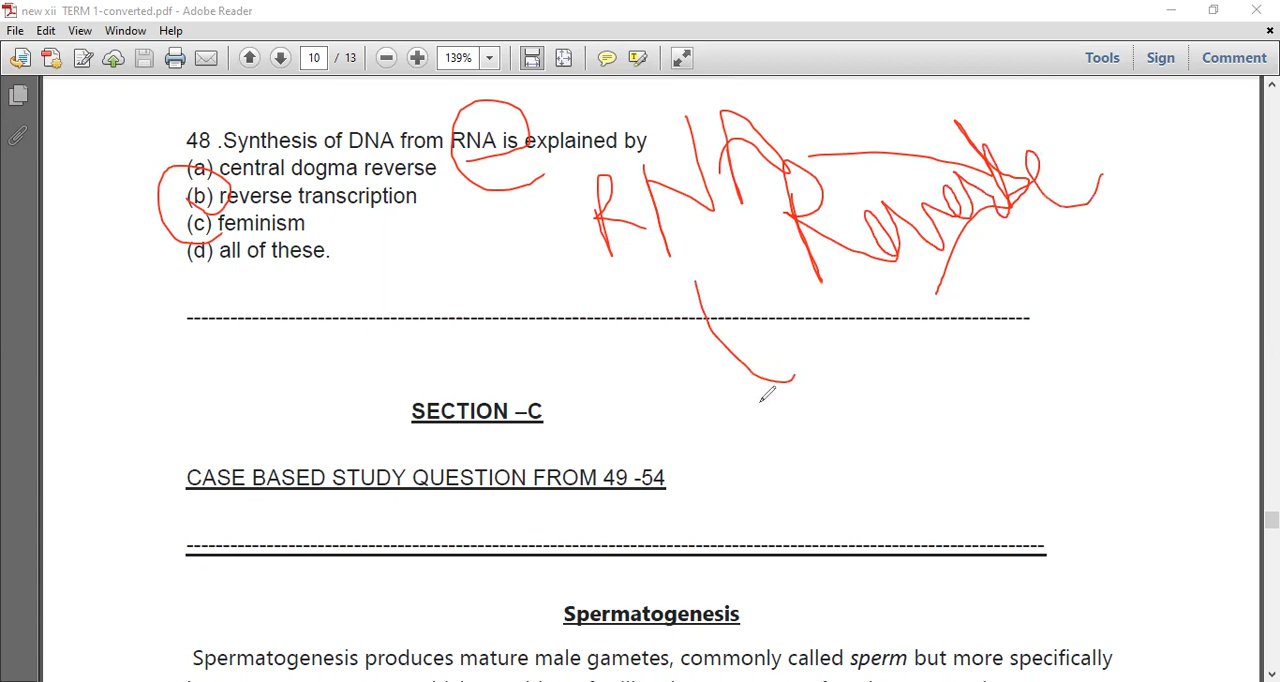 new xii TERM 1-converted.pdf - Adobe Reader
File Edit View Window Help
10 / 13 139% Tools Sign Comment
48 .Synthesis of DNA from RNA is explained by
(a) central dogma reverse
(b) reverse transcription
(c) feminism
(d) all of these.
RNA
--------------------------------------------------------------------------------------------------------------------
SECTION –C
CASE BASED STUDY QUESTION FROM 49 -54
----------------------------------------------------------------------------------------------------------------------
Spermatogenesis
Spermatogenesis produces mature male gametes, commonly called sperm but more specifically